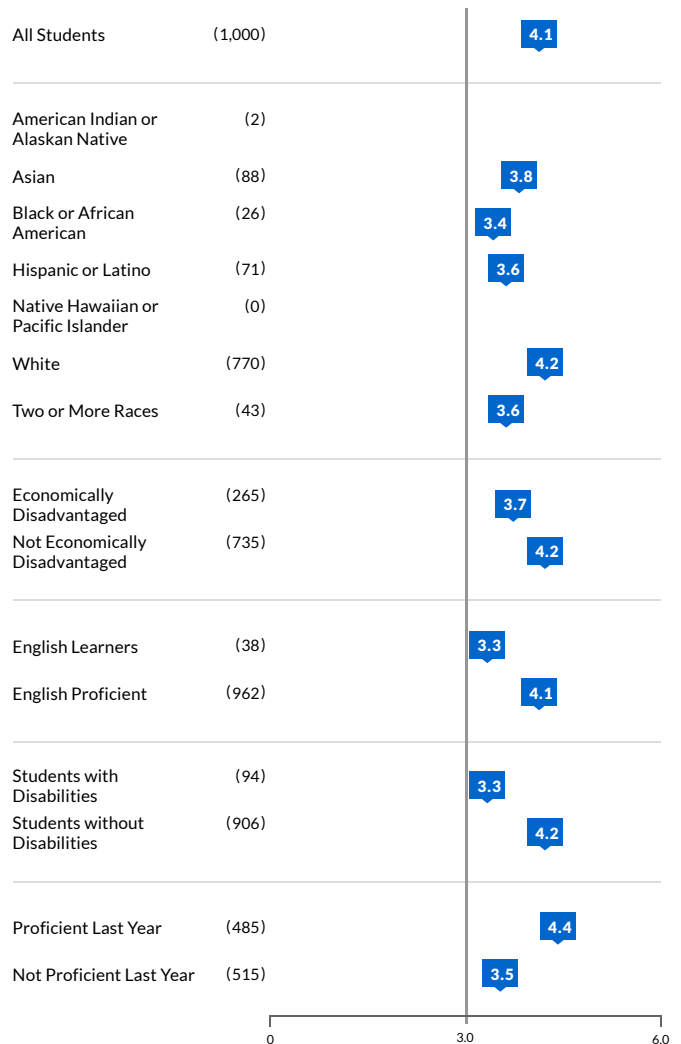 All Students (1,000) 4.1
American Indian or (2)
Alaskan Native
Asian (88) 3.8
Black or African (26) 3.4
American
Hispanic or Latino (71) 3.6
Native Hawaiian or (0)
Pacific Islander
White (770) 4.2
Two or More Races (43) 3.6
Economically (265) 3.7
Disadvantaged
Not Economically (735) 4.2
Disadvantaged
English Learners (38) 3.3
English Proficient (962) 4.1
Students with (94) 3.3
Disabilities
Students without (906) 4.2
Disabilities
Proficient Last Year (485) 4.4
Not Proficient Last Year (515) 3.5
0 3.0 6.0